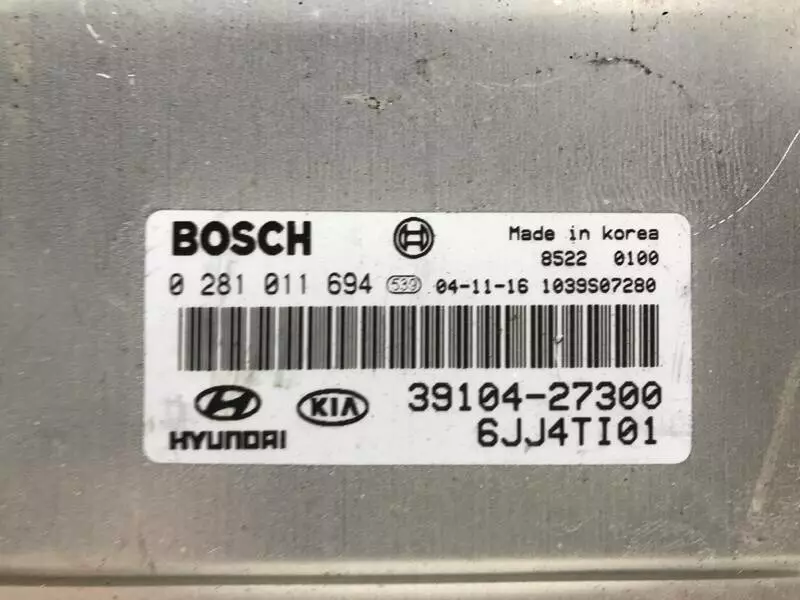 BOSCH Made in korea
8522 0100
0 281 011 694 539 04-11-16 1039S07280
HYUNDAI KIA 39104-27300
6JJ4TI01